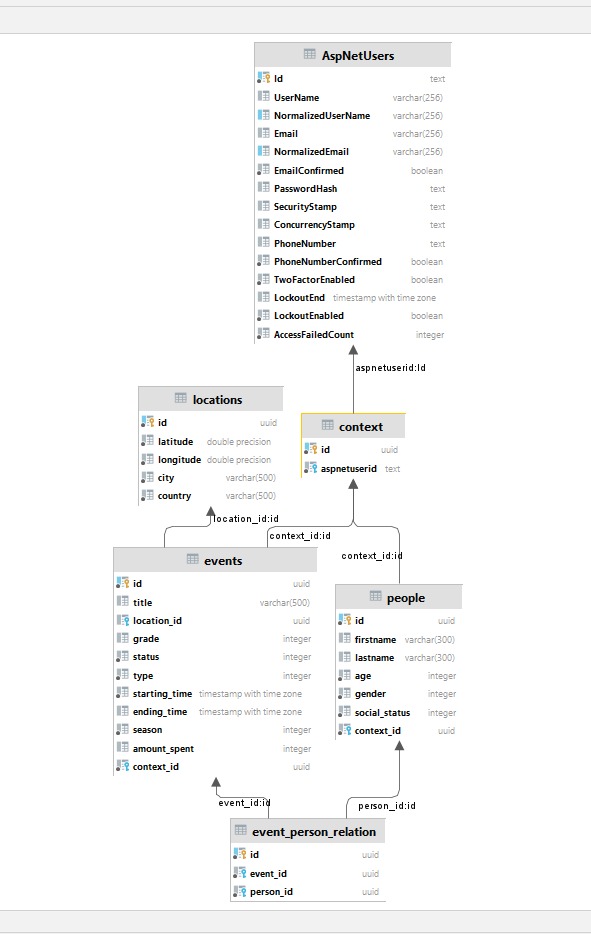 AspNetUsers
Id text
UserName varchar(256)
NormalizedUserName varchar(256)
Email varchar(256)
NormalizedEmail varchar(256)
EmailConfirmed boolean
PasswordHash text
SecurityStamp text
ConcurrencyStamp text
PhoneNumber text
PhoneNumberConfirmed boolean
TwoFactorEnabled boolean
LockoutEnd timestamp with time zone
LockoutEnabled boolean
AccessFailedCount integer
aspnetuserid:Id
locations
id uuid
latitude double precision
longitude double precision
city varchar(500)
country varchar(500)
context
id uuid
aspnetuserid text
location_id:id
context_id:id
context_id:id
events
id uuid
title varchar(500)
location_id uuid
grade integer
status integer
type integer
starting_time timestamp with time zone
ending_time timestamp with time zone
season integer
amount_spent integer
context_id uuid
people
id uuid
firstname varchar(300)
lastname varchar(300)
age integer
gender integer
social_status integer
context_id uuid
event_id:id
person_id:id
event_person_relation
id uuid
event_id uuid
person_id uuid